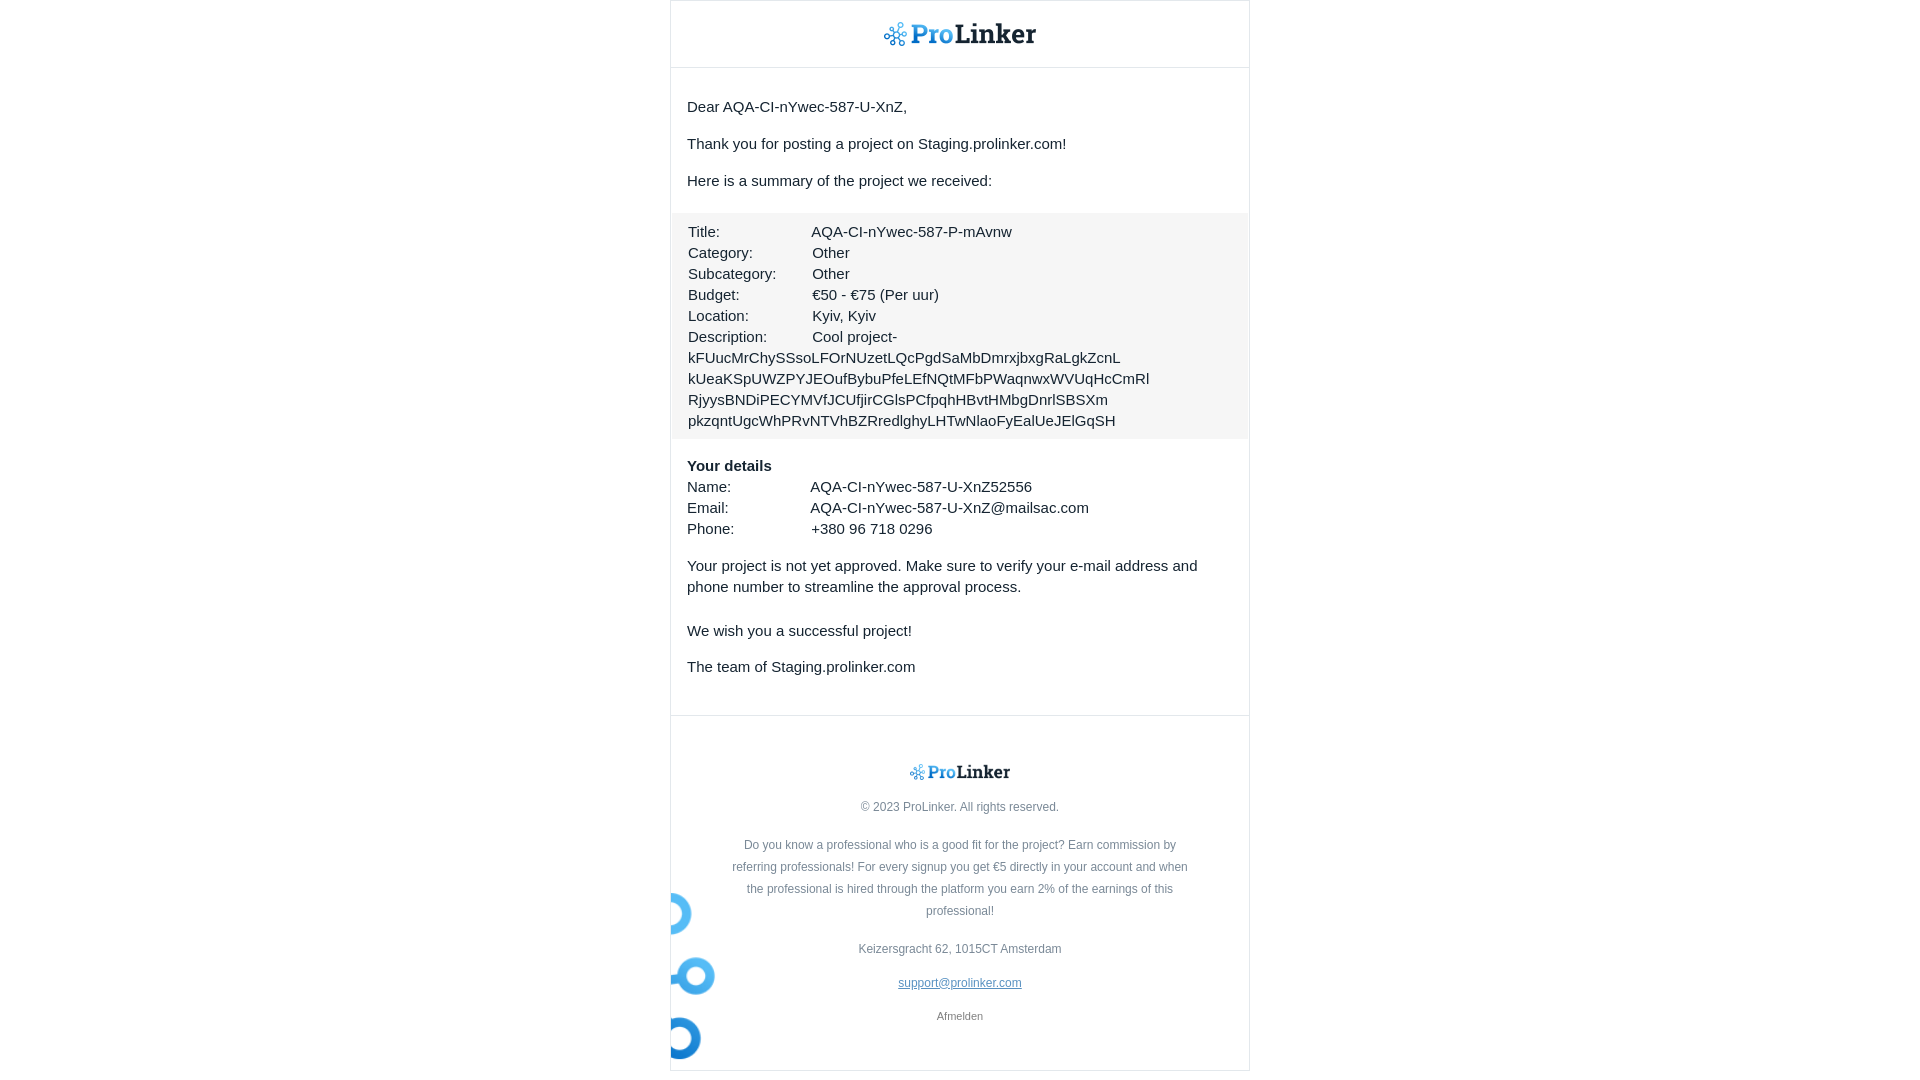 ProLinker
Dear AQA-CI-nYwec-587-U-XnZ,
Thank you for posting a project on Staging.prolinker.com!
Here is a summary of the project we received:
Title: AQA-CI-nYwec-587-P-mAvnw
Category: Other
Subcategory: Other
Budget: €50 - €75 (Per uur)
Location: Kyiv, Kyiv
Description: Cool project-
kFUucMrChySSsoLFOrNUzetLQcPgdSaMbDmrxjbxgRaLgkZcnL
kUeaKSpUWZPYJEOufBybuPfeLEfNQtMFbPWaqnwxWVUqHcCmRl
RjyysBNDiPECYMVfJCUfjirCGlsPCfpqhHBvtHMbgDnrlSBSXm
pkzqntUgcWhPRvNTVhBZRredlghyLHTwNlaoFyEalUeJElGqSH
Your details
Name: AQA-CI-nYwec-587-U-XnZ52556
Email: AQA-CI-nYwec-587-U-XnZ@mailsac.com
Phone: +380 96 718 0296
Your project is not yet approved. Make sure to verify your e-mail address and
phone number to streamline the approval process.
We wish you a successful project!
The team of Staging.prolinker.com
ProLinker
© 2023 ProLinker. All rights reserved.
Do you know a professional who is a good fit for the project? Earn commission by
referring professionals! For every signup you get €5 directly in your account and when
the professional is hired through the platform you earn 2% of the earnings of this
professional!
Keizersgracht 62, 1015CT Amsterdam
support@prolinker.com
Afmelden